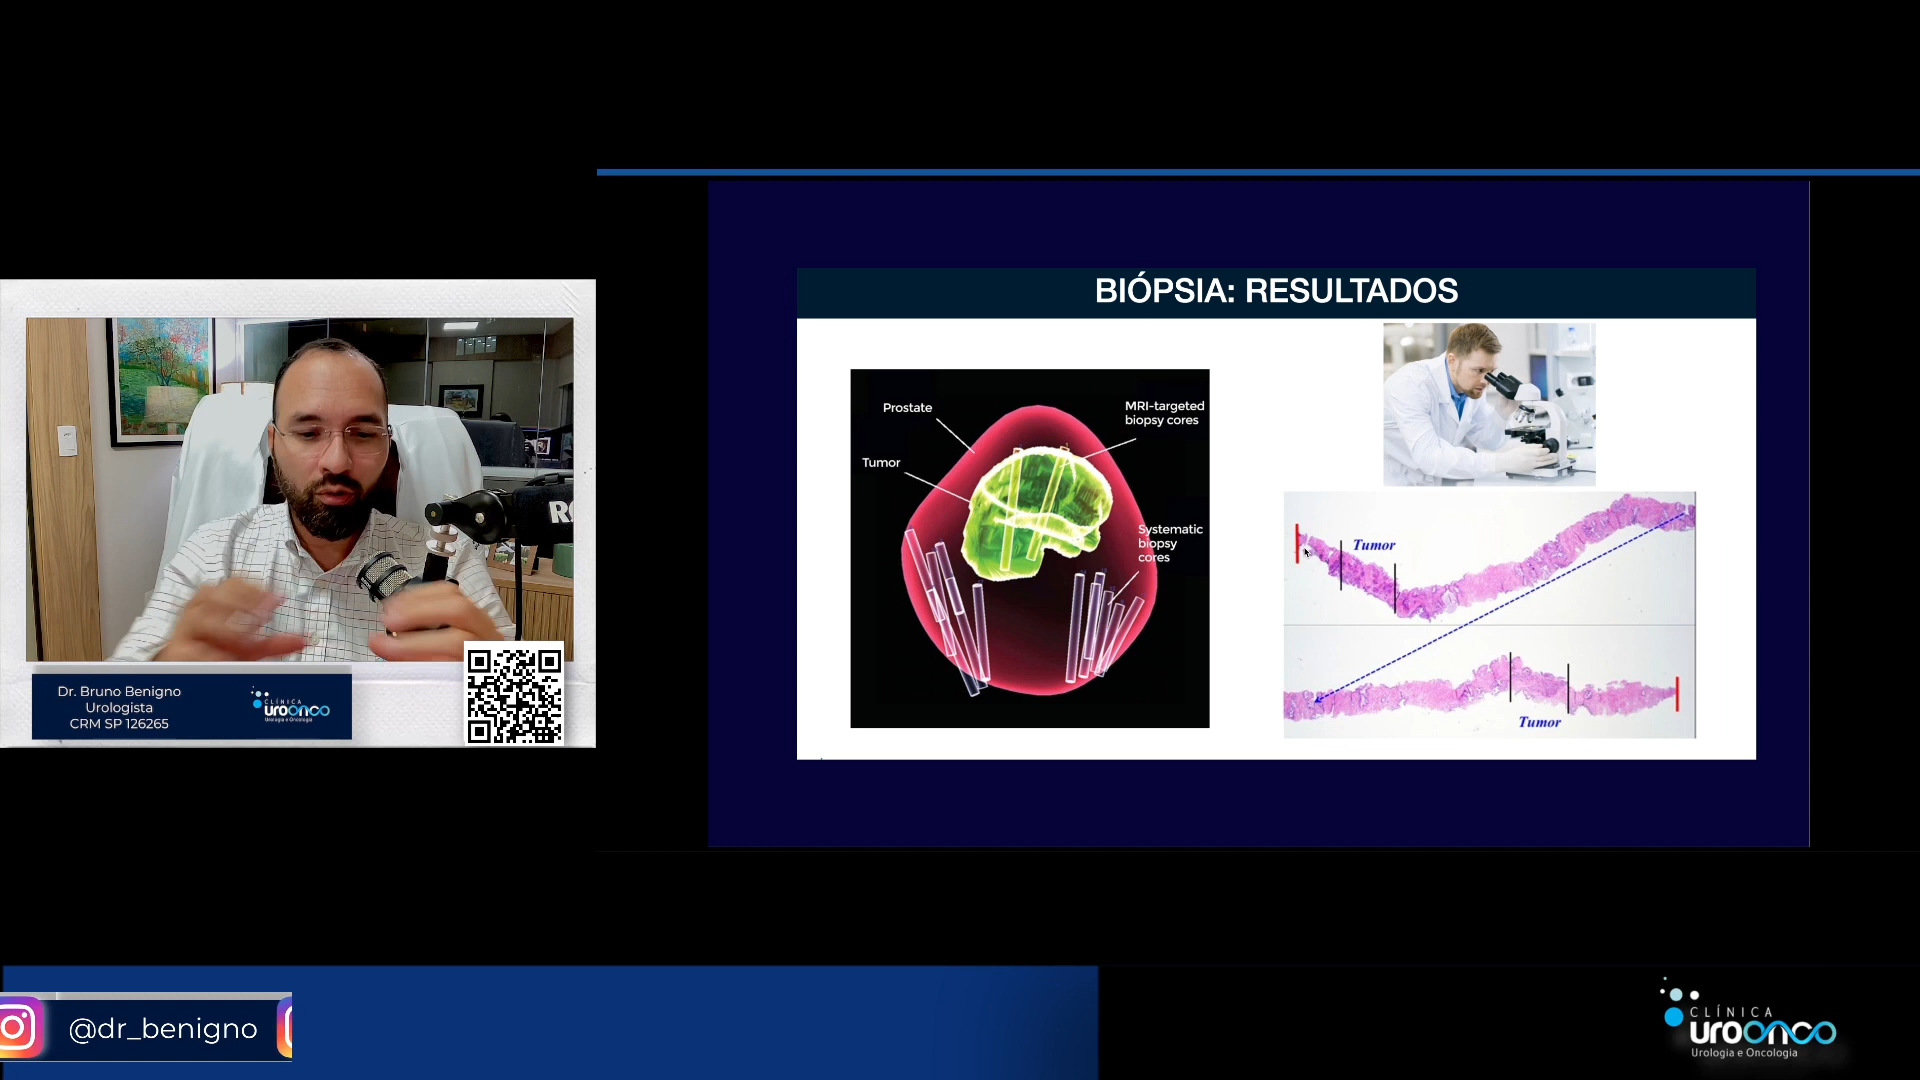 BIÓPSIA: RESULTADOS
Prostate
MRI-targeted
biopsy cores
Tumor
Systematic
biopsy
cores
Tumor
Tumor
Dr. Bruno Benigno
Urologista
CRM SP 126265
CLÍNICA
uroonco
Urologia e Oncologia
@dr_benigno
CLÍNICA
uroonco
Urologia e Oncologia